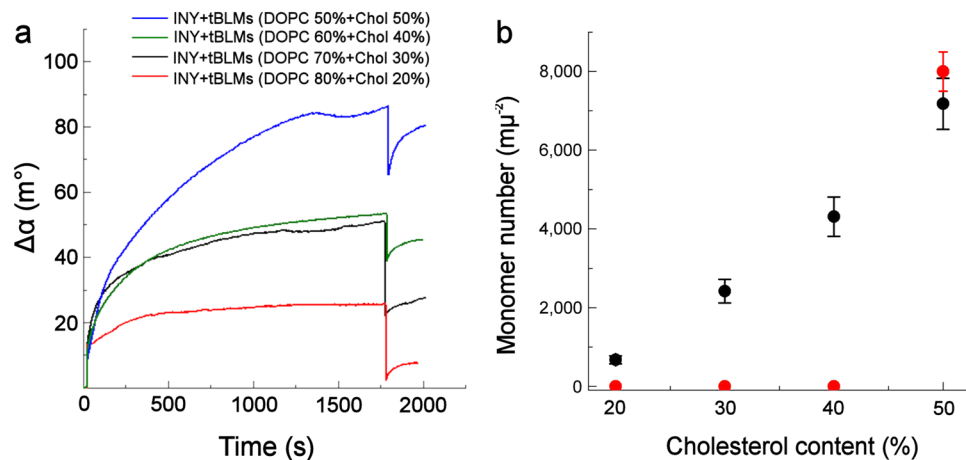 a
INY+tBLMs (DOPC 50%+Chol 50%)
INY+tBLMs (DOPC 60%+Chol 40%)
INY+tBLMs (DOPC 70%+Chol 30%)
INY+tBLMs (DOPC 80%+Chol 20%)
100
80
60
40
20
Δα (m°)
0
500
1000
1500
2000
Time (s)
b
8,000
6,000
4,000
2,000
0
Monomer number (mµ⁻²)
20
30
40
50
Cholesterol content (%)